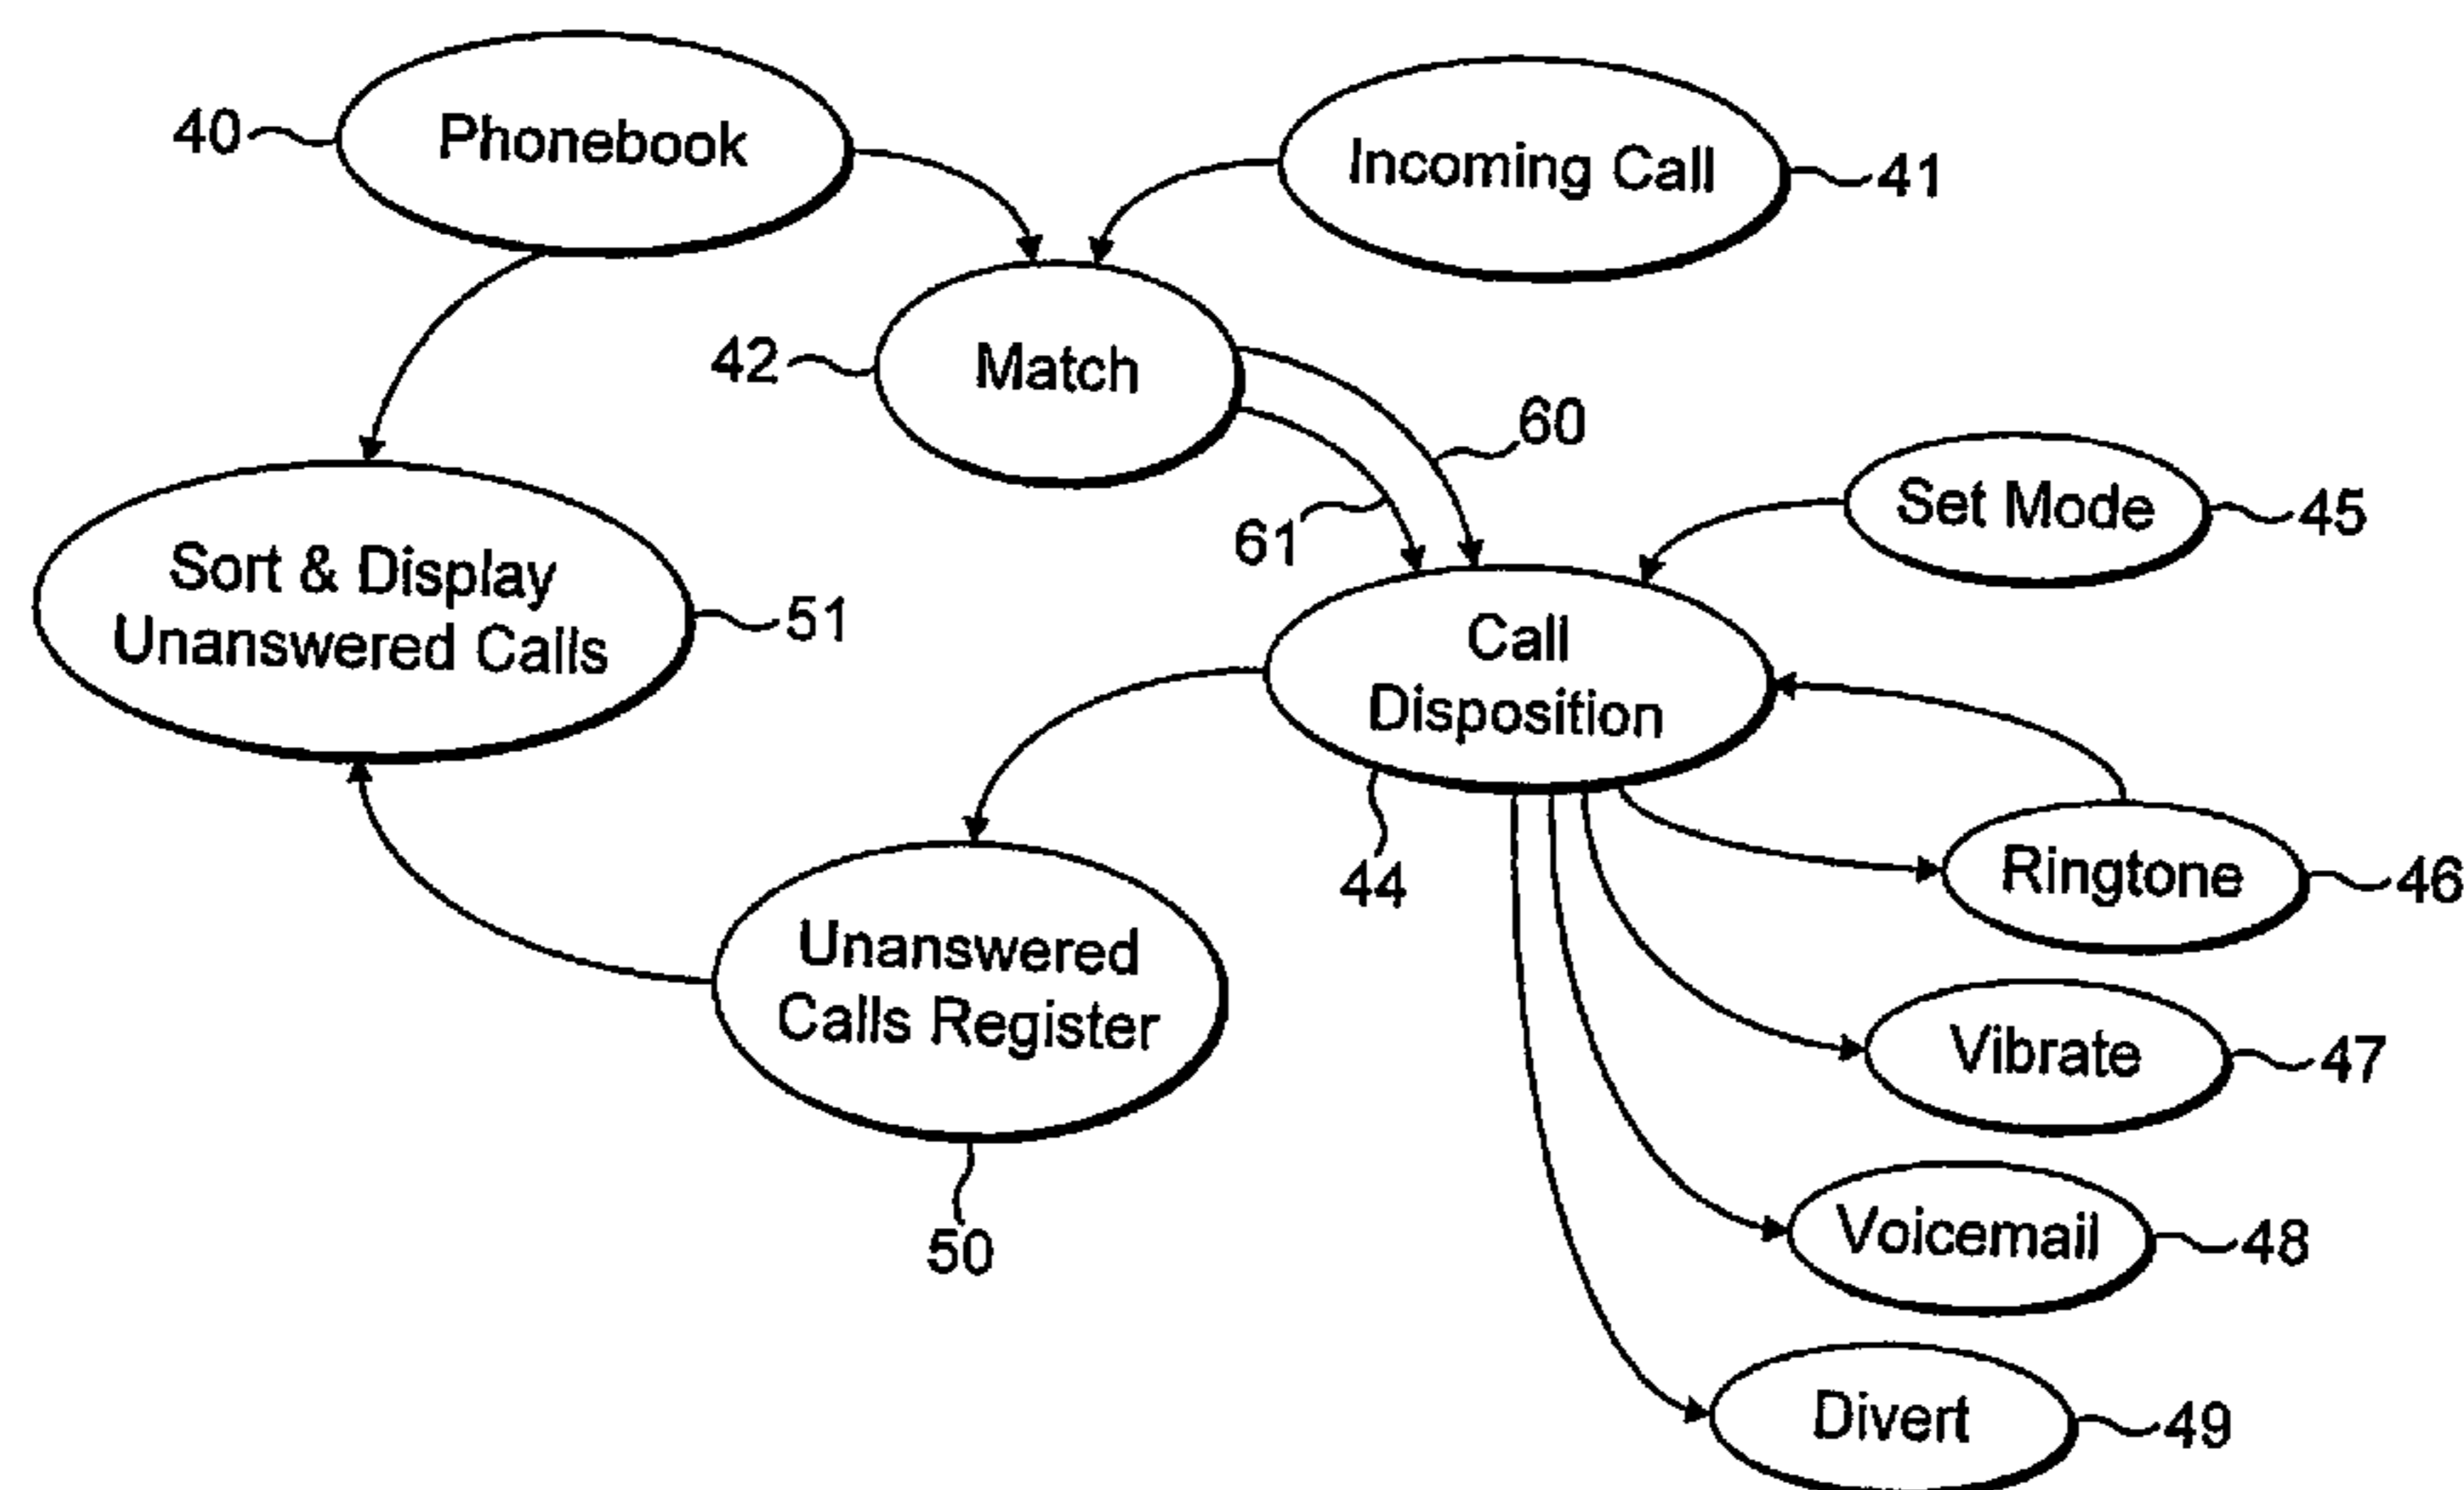 40
Phonebook
Incoming Call
41
42
Match
60
61
Set Mode
45
Sort & Display
Unanswered Calls
51
Call
Disposition
44
Ringtone
46
Unanswered
Calls Register
50
Vibrate
47
Voicemail
48
Divert
49